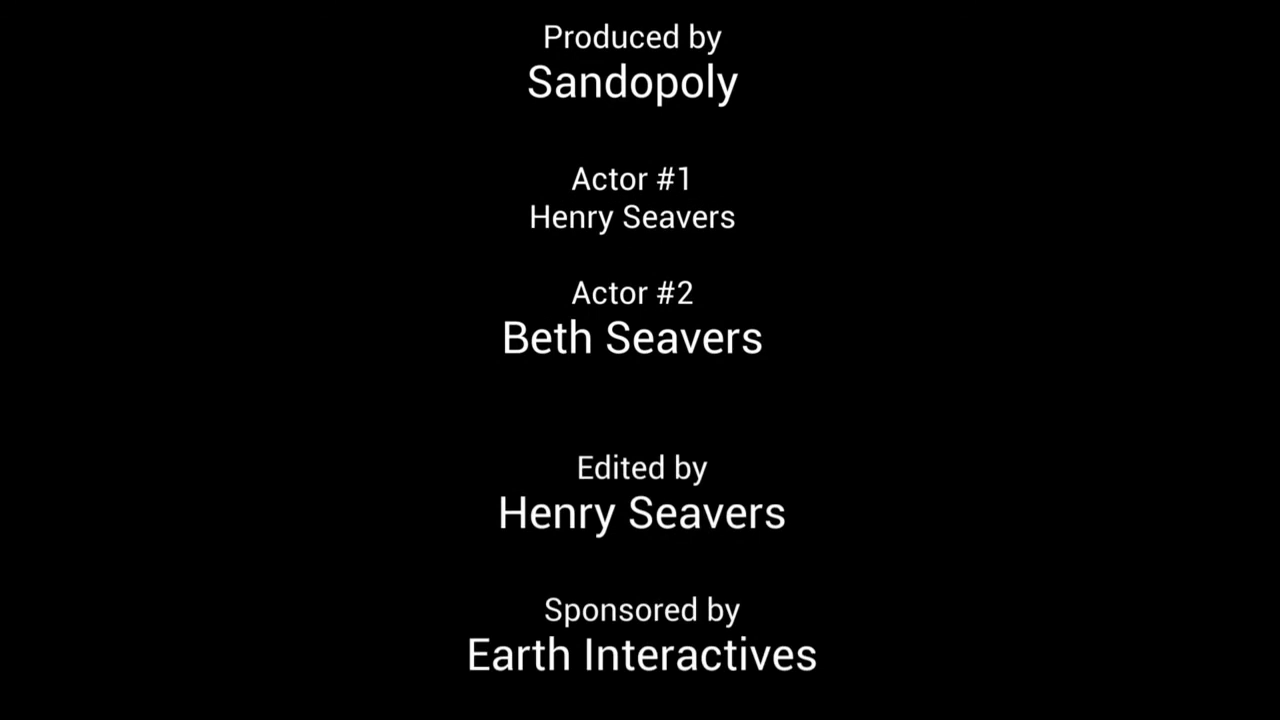 Produced by
Sandopoly
Actor #1
Henry Seavers
Actor #2
Beth Seavers
Edited by
Henry Seavers
Sponsored by
Earth Interactives